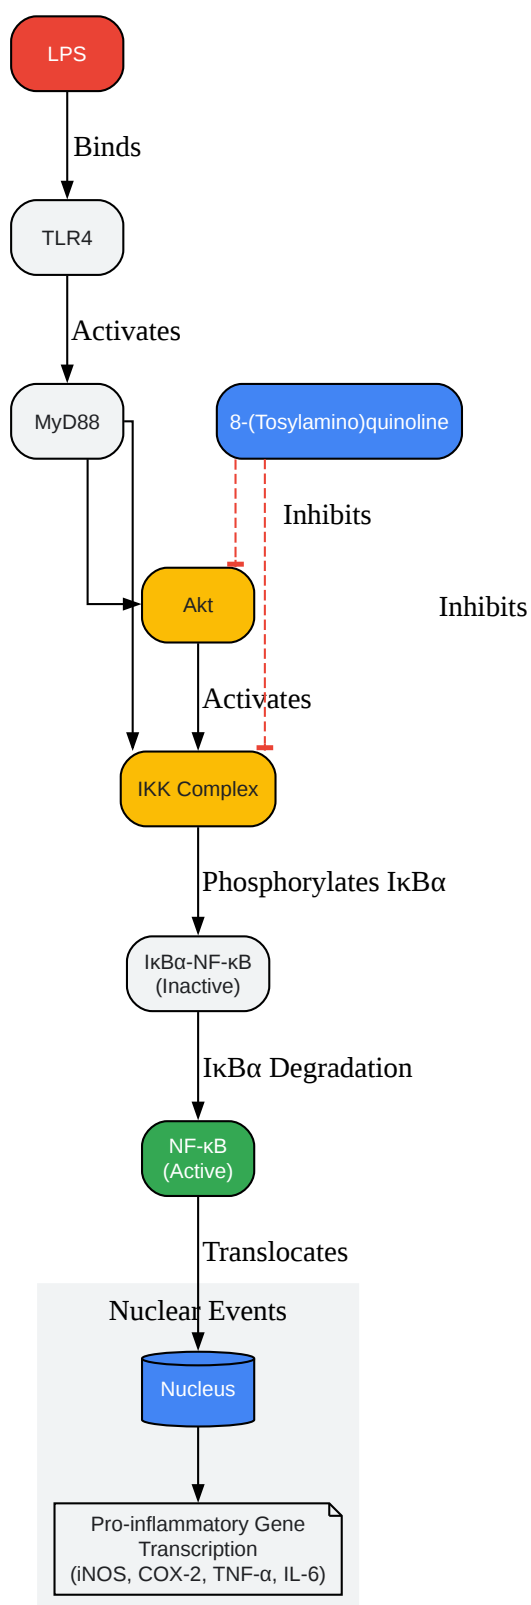 LPS
Binds
TLR4
Activates
MyD88
8-(Tosylamino)quinoline
Inhibits
Akt
Inhibits
Activates
IKK Complex
Phosphorylates IκBα
IκBα-NF-κB
(Inactive)
IκBα Degradation
NF-κB
(Active)
Translocates
Nuclear Events
Nucleus
Pro-inflammatory Gene
Transcription
(iNOS, COX-2, TNF-α, IL-6)